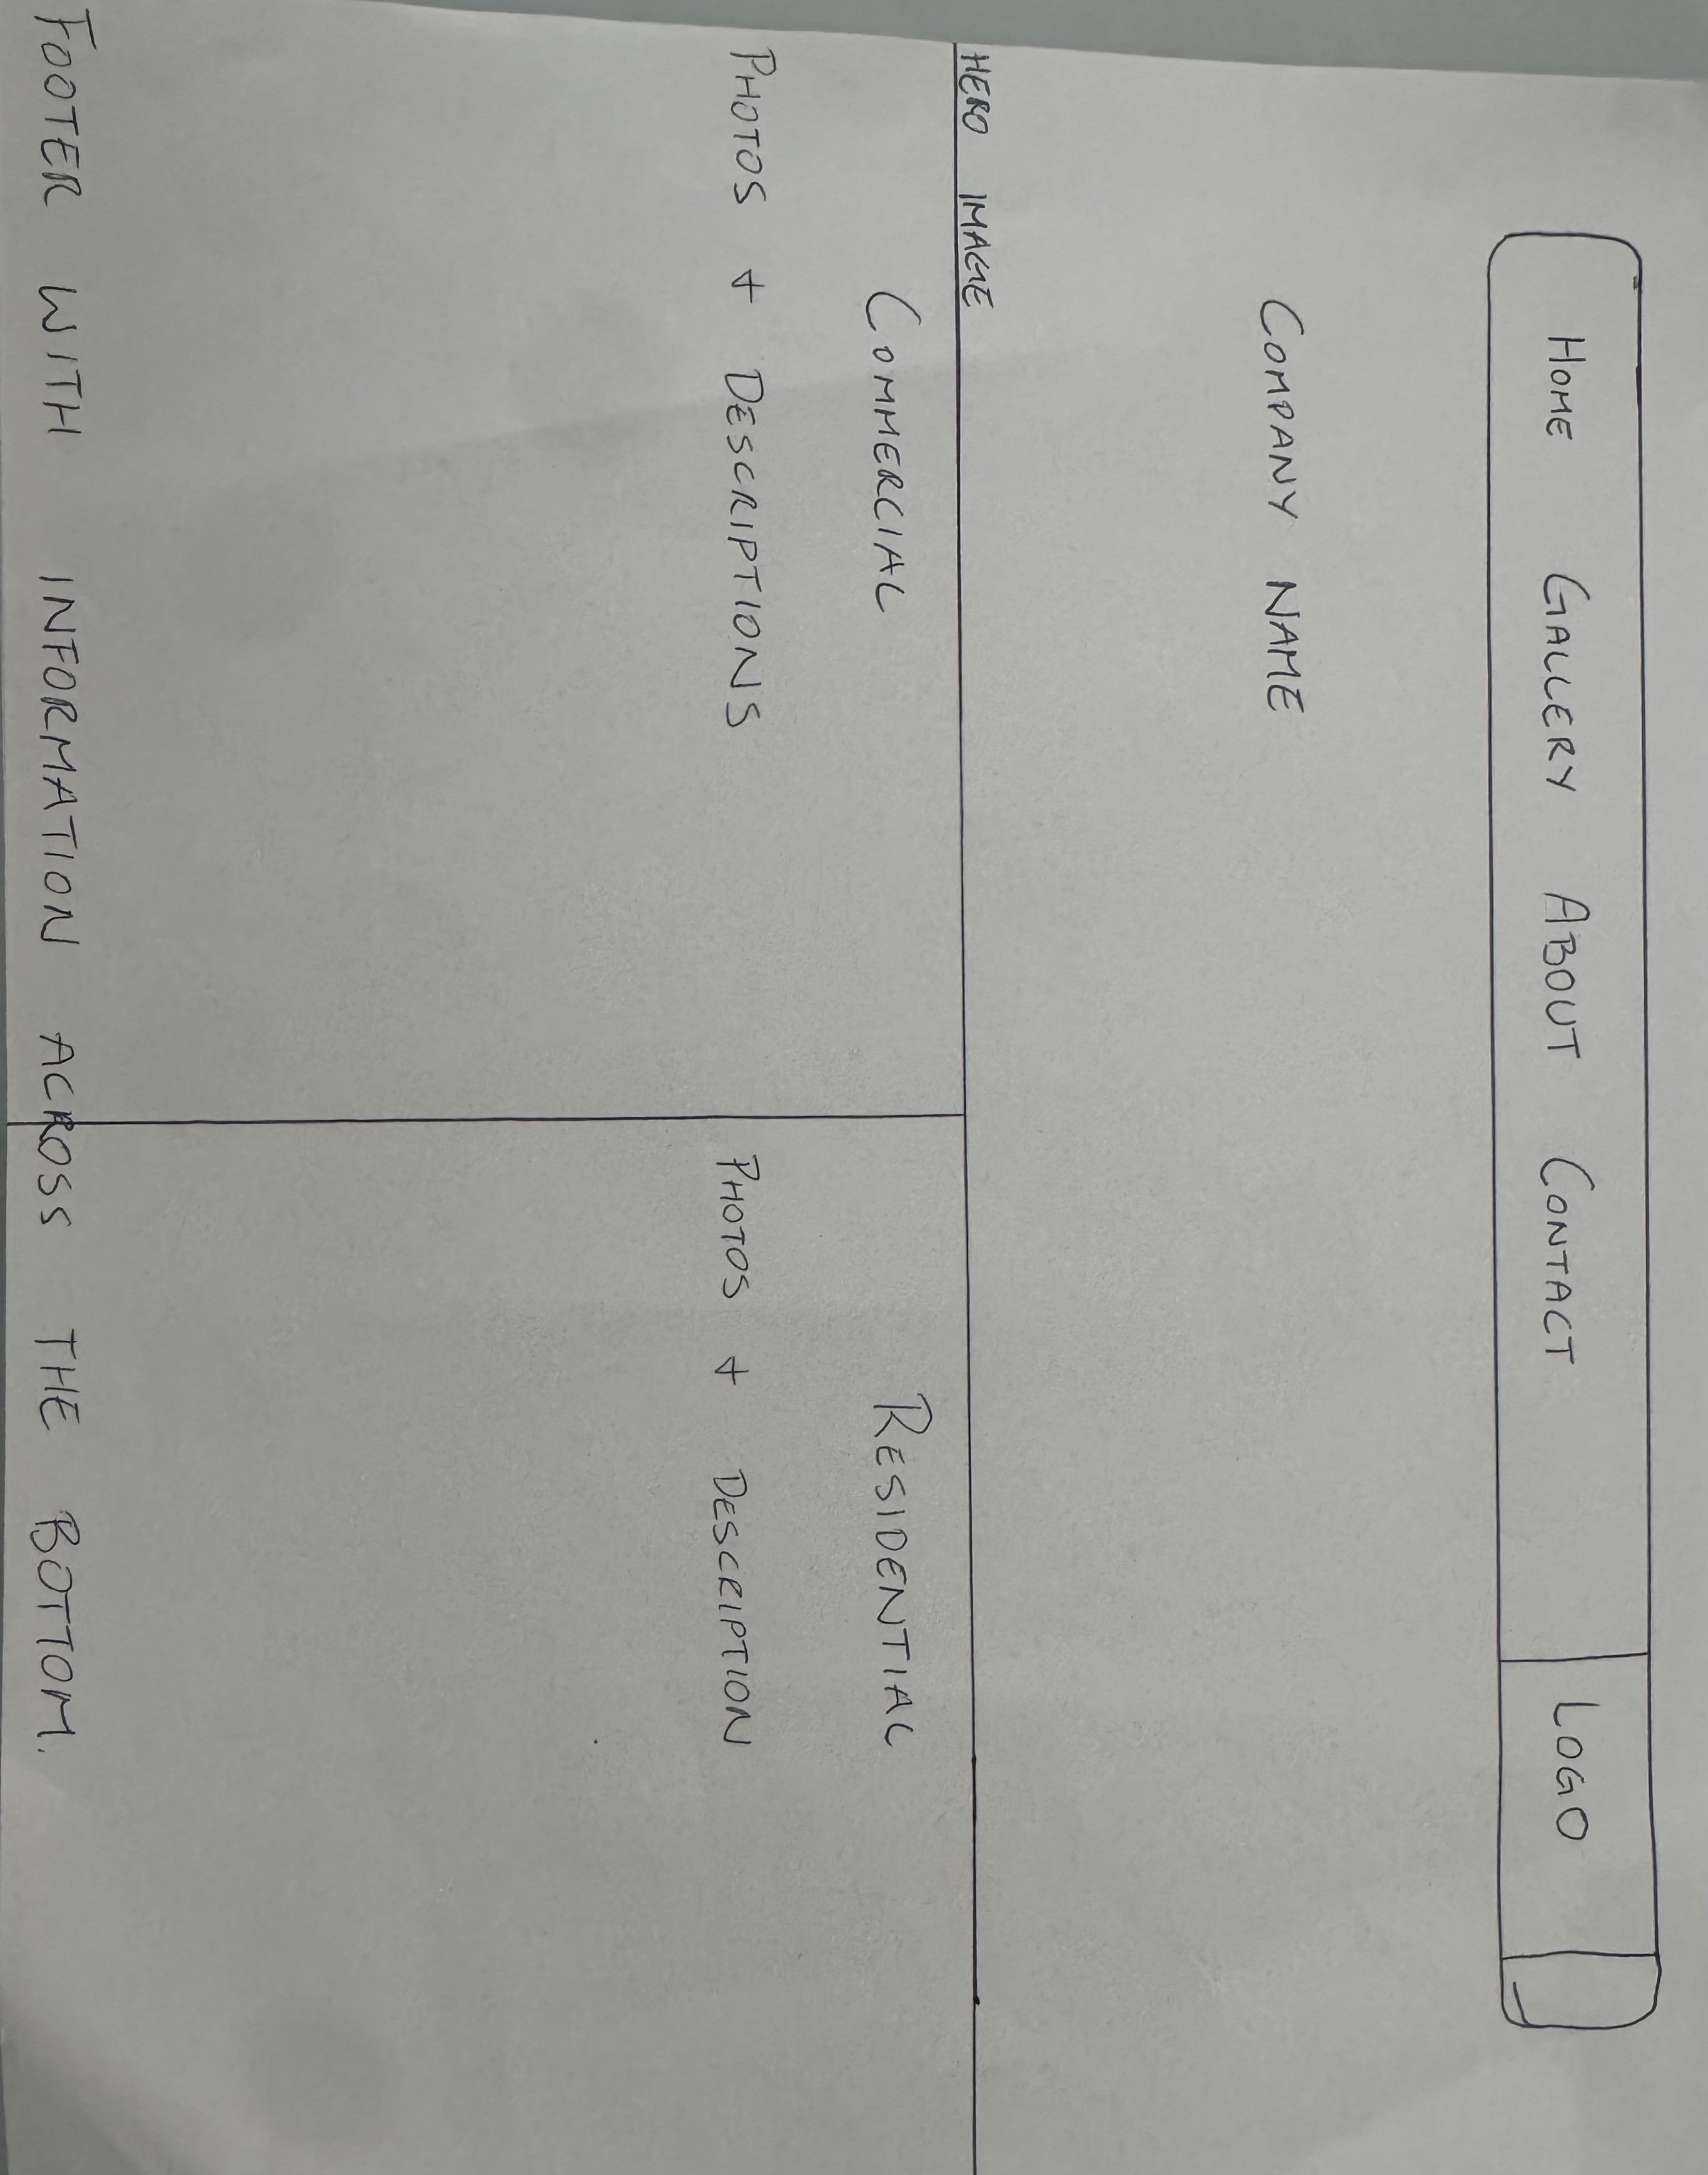 HOME GALLERY ABOUT CONTACT LOGO
COMPANY NAME
HERO IMAGE
COMMERCIAL
PHOTOS + DESCRIPTIONS
RESIDENTIAL
PHOTOS + DESCRIPTION
FOOTER WITH INFORMATION ACROSS THE BOTTOM.